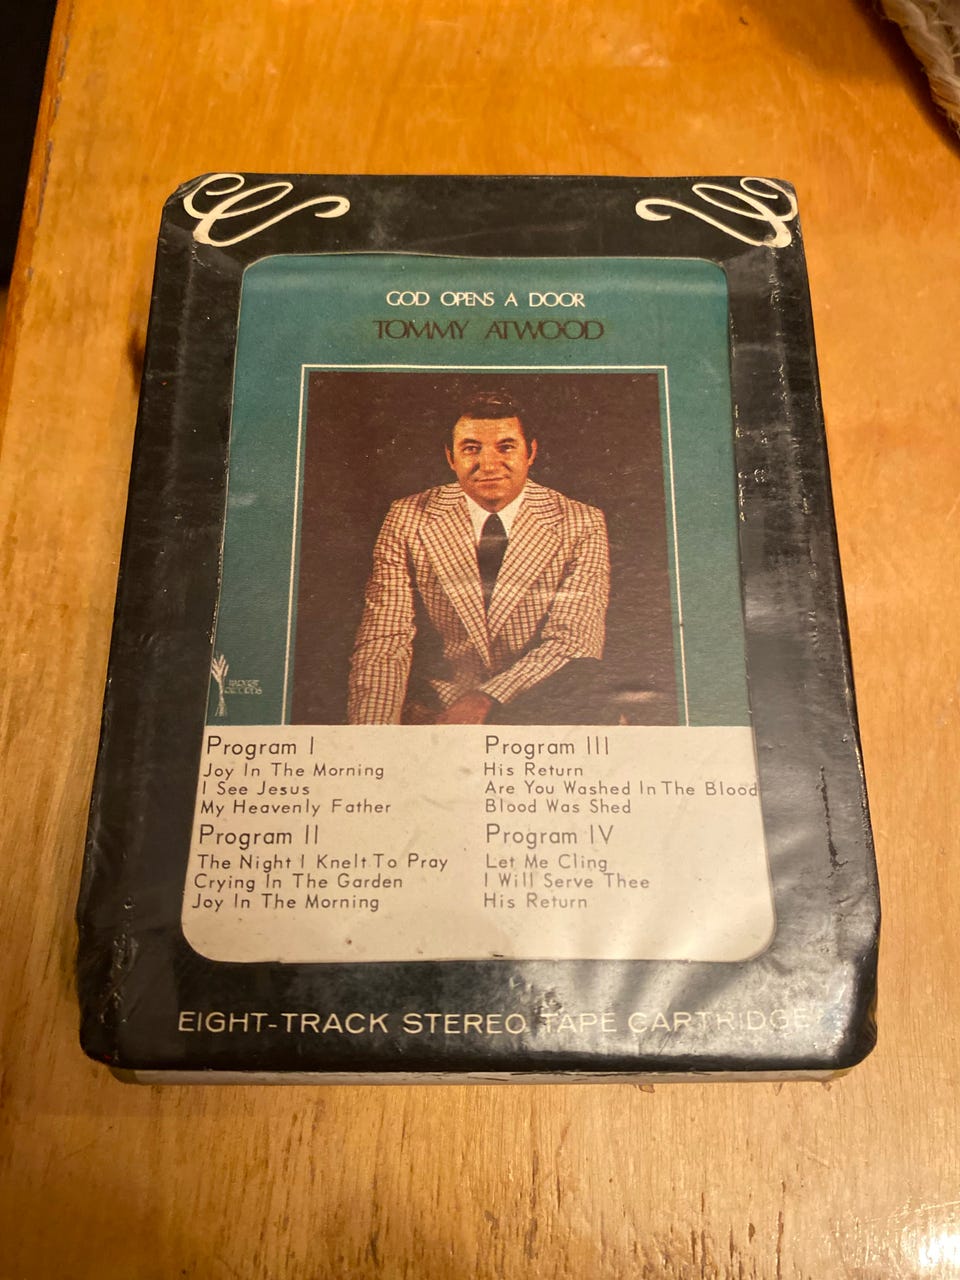 GOD OPENS A DOOR
TOMMY ATWOOD
HARVEST
RECORDS
Program I
Joy In The Morning
I See Jesus
My Heavenly Father
Program II
The Night I Knelt To Pray
Crying In The Garden
Joy In The Morning
Program III
His Return
Are You Washed In The Blood
Blood Was Shed
Program IV
Let Me Cling
I Will Serve Thee
His Return
EIGHT-TRACK STEREO TAPE CARTRIDGE